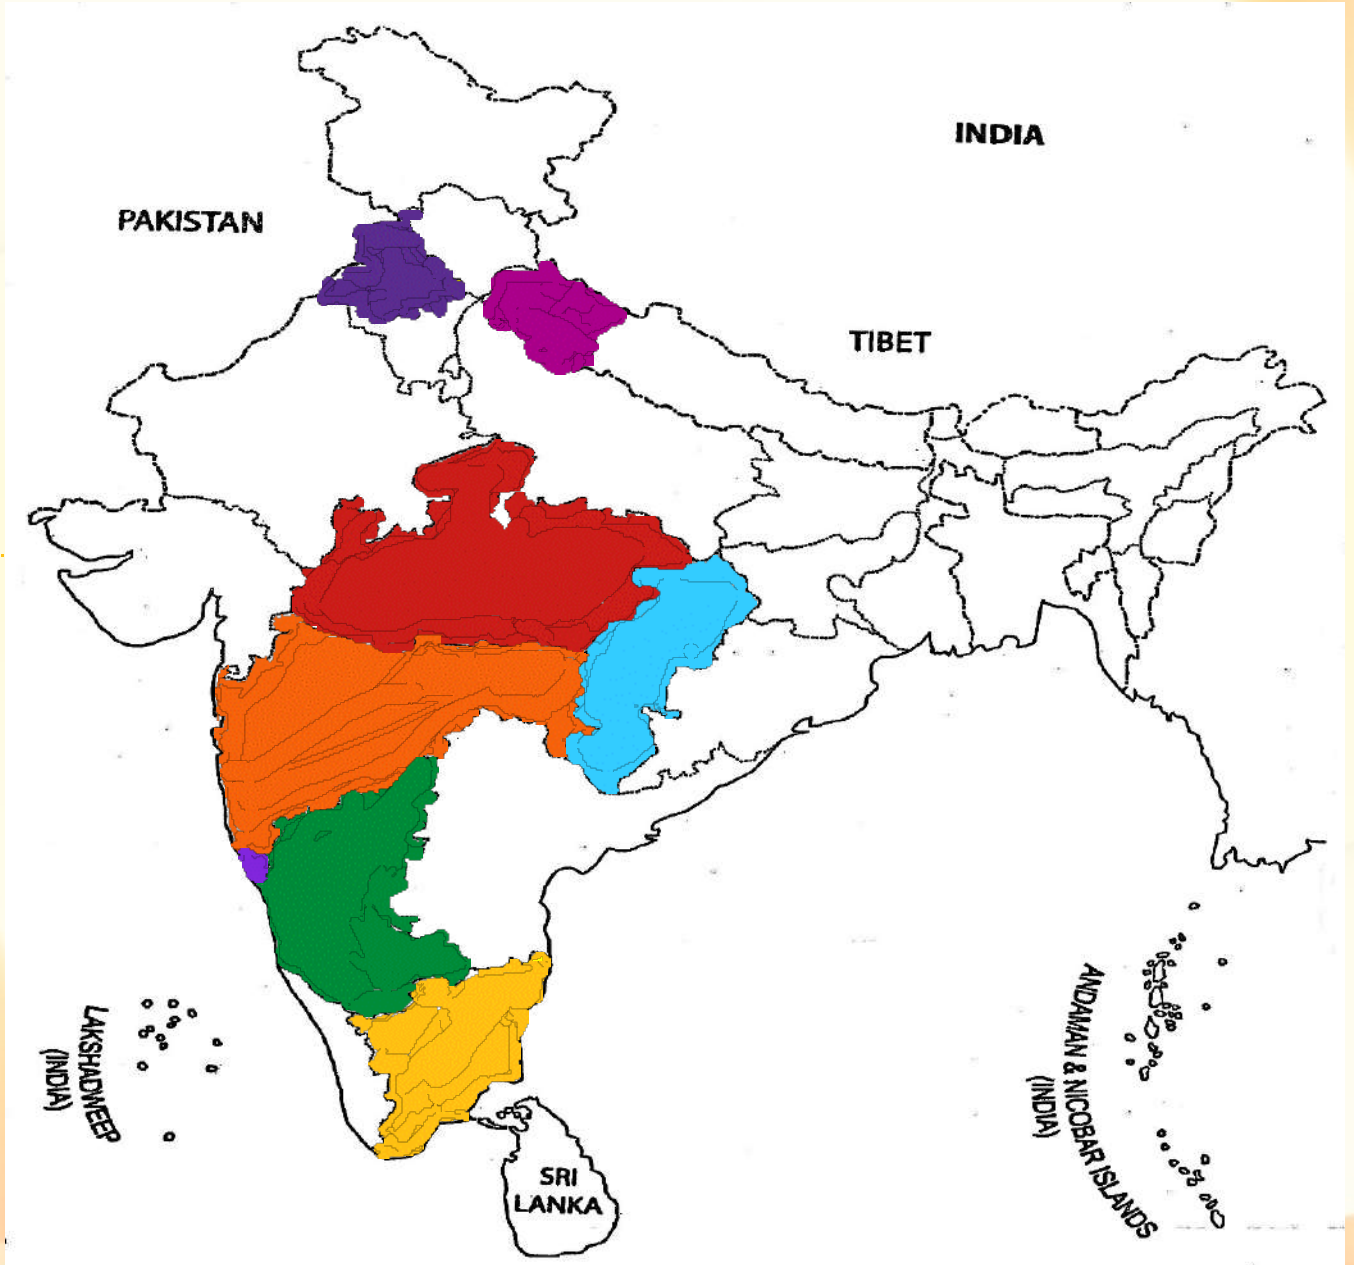 INDIA
PAKISTAN
TIBET
LAKSHADWEEP
(INDIA)
ANDAMAN & NICOBAR ISLANDS
(INDIA)
SRI
LANKA